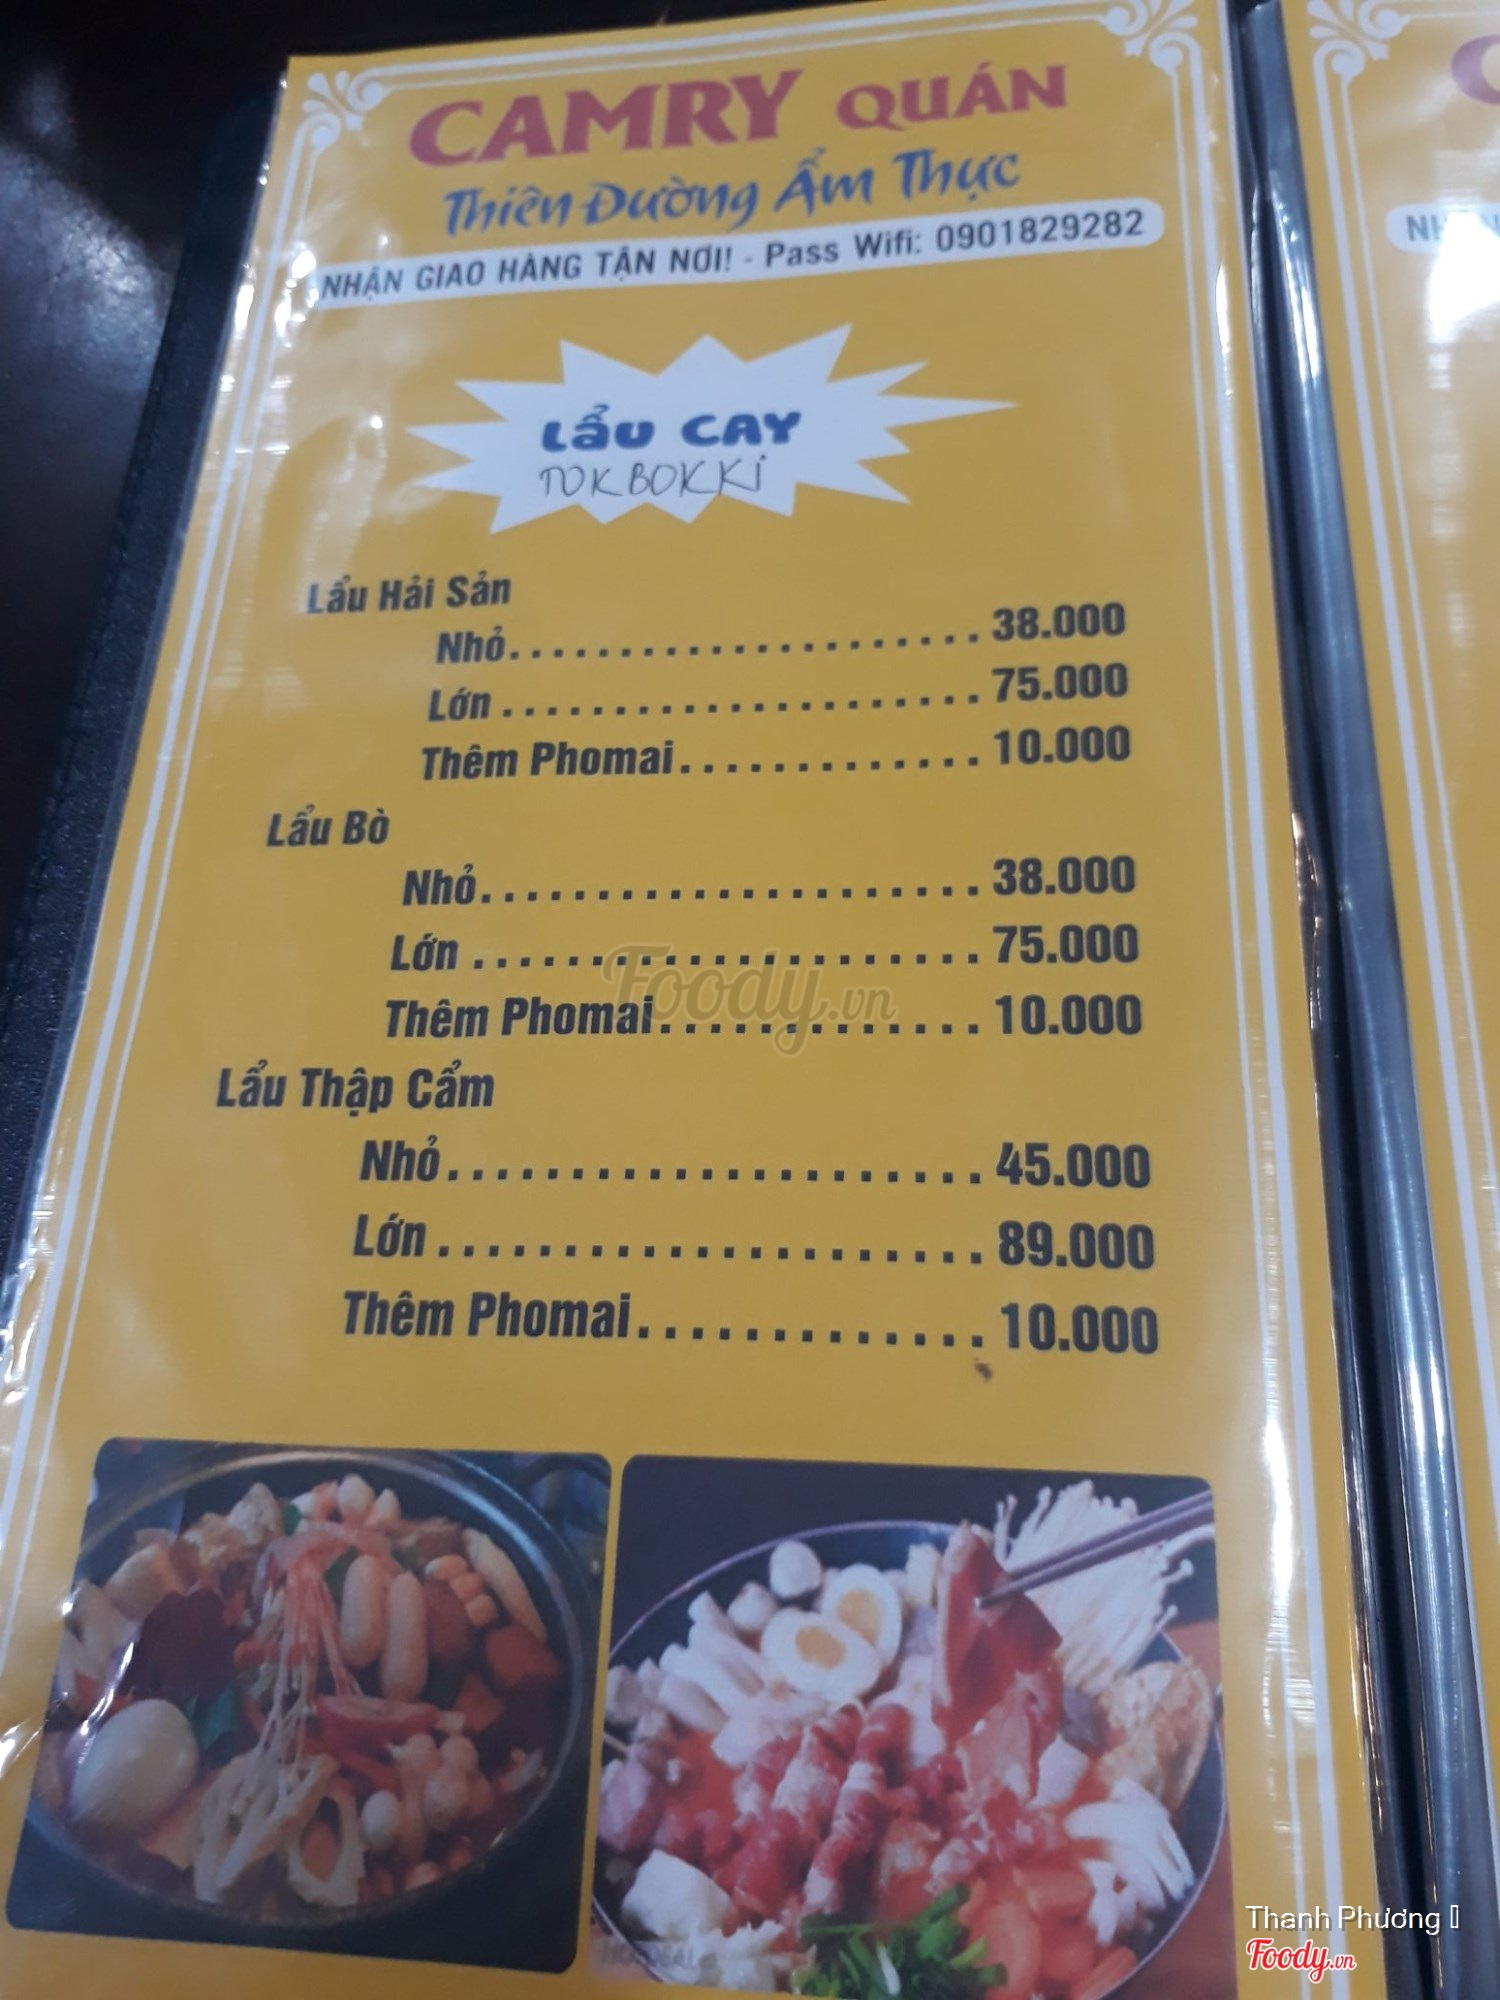 CAMRY QUÁN
Thiên Đường Ẩm Thực
NHẬN GIAO HÀNG TẬN NƠI! - Pass Wifi: 0901829282
LẨU CAY
TOKBOKKI
Lẩu Hải Sản
Nhỏ..................... 38.000
Lớn ..................... 75.000
Thêm Phomai............. 10.000
Lẩu Bò
Nhỏ...................... 38.000
Lớn ...................... 75.000
Thêm Phomai.............. 10.000
Lẩu Thập Cẩm
Nhỏ..................... 45.000
Lớn ...................... 89.000
Thêm Phomai.............. 10.000
Foody.vn
Thanh Phương
Foody.vn